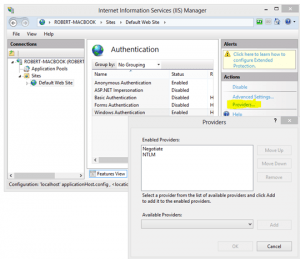 Internet Information Services (IIS) Manager
ROBERT-MACBOOK
Sites
Default Web Site
File View Help
Connections
ROBERT-MACBOOK
Application Pools
Sites
Default Web Site
Authentication
Group by: No Grouping
Name Status R
Anonymous Authentication Enabled
ASP.NET Impersonation Disabled
Basic Authentication Disabled H
Forms Authentication Disabled H
Windows Authentication Enabled H
Features View
Configuration: 'localhost' applicationHost.config, <locatio
Alerts
Click here to learn how to configure Extended Protection.
Actions
Disable
Advanced Settings...
Providers...
Help
Providers
Enabled Providers:
Negotiate
NTLM
Move Up
Move Down
Remove
Select a provider from the list of available providers and click Add
to add it to the enabled providers.
Available Providers:
Add
OK
Cancel